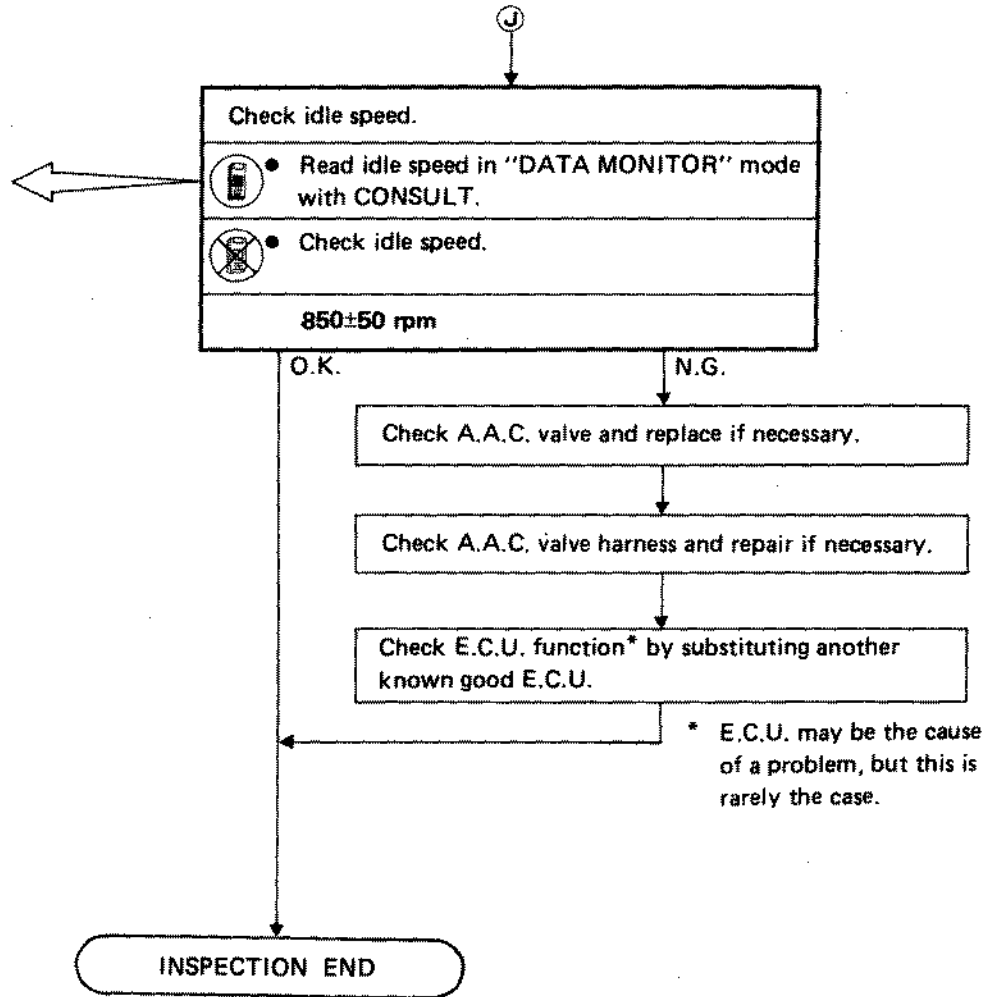 J
Check idle speed.
● Read idle speed in "DATA MONITOR" mode
with CONSULT.
● Check idle speed.
850±50 rpm
O.K.
N.G.
Check A.A.C. valve and replace if necessary.
Check A.A.C. valve harness and repair if necessary.
Check E.C.U. function* by substituting another
known good E.C.U.
* E.C.U. may be the cause
of a problem, but this is
rarely the case.
INSPECTION END